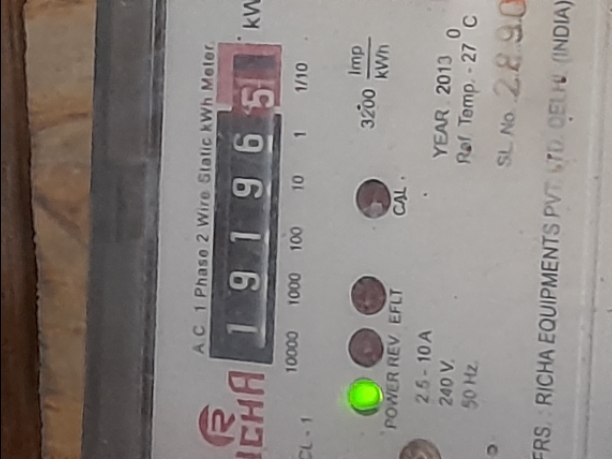 A.C. 1 Phase 2 Wire Static kWh Meter.
RICHA
1 9 1 9 6 5
kW
10000 1000 100 10 1 1/10
CL - 1
POWER REV. EFLT
CAL.
3200 Imp
kWh
2.5 - 10 A
240 V.
50 Hz.
YEAR. 2013
Ref Temp. - 27 °C
SL. No. 2890
FRS. : RICHA EQUIPMENTS PVT. LTD. DELHI (INDIA)